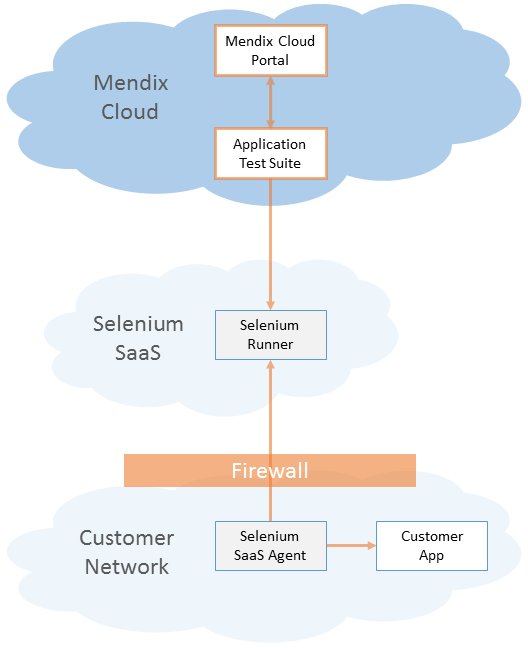 Mendix Cloud
Portal
Mendix
Cloud
Application
Test Suite
Selenium
SaaS
Selenium
Runner
Firewall
Customer
Network
Selenium
SaaS Agent
Customer
App